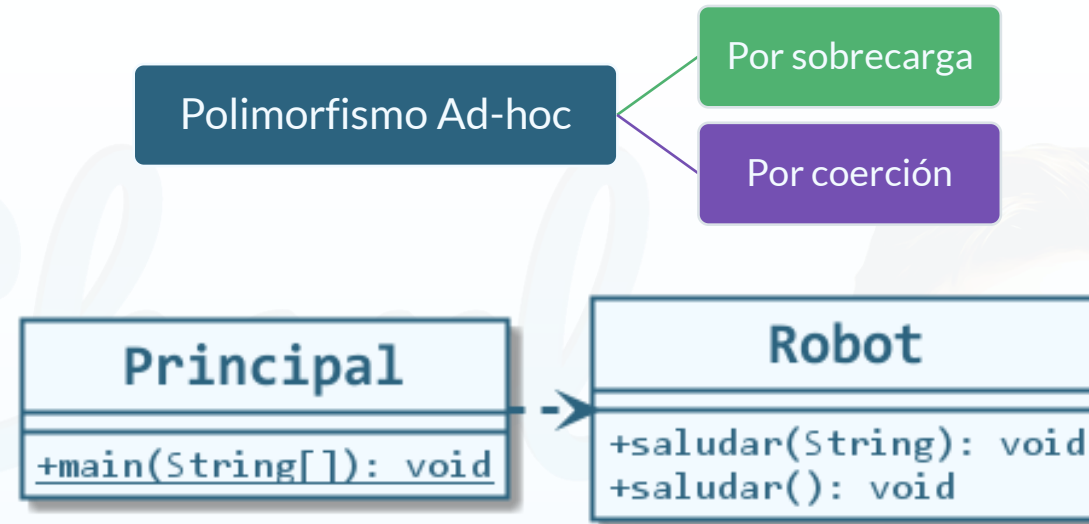 Polimorfismo Ad-hoc
Por sobrecarga
Por coerción
Principal
+main(String[]): void
Robot
+saludar(String): void
+saludar(): void